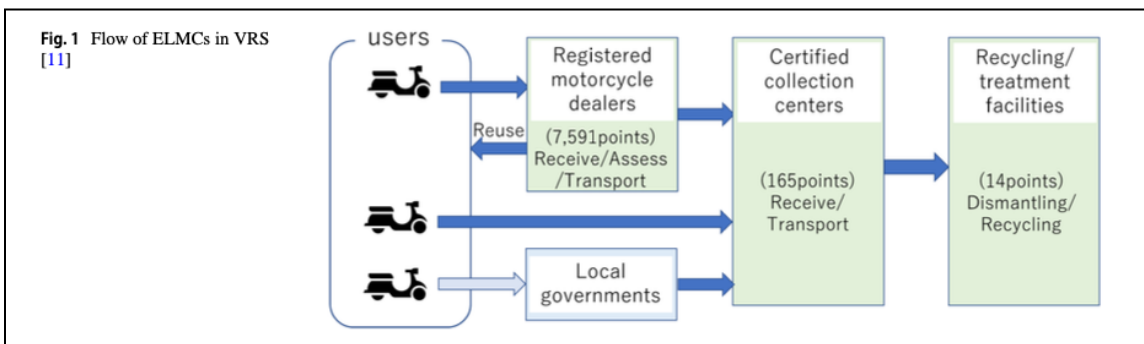 Fig. 1 Flow of ELMCs in VRS
[11]
users
Registered
motorcycle
dealers
(7,591points)
Receive/Assess
/Transport
Reuse
Certified
collection
centers
(165points)
Receive/
Transport
Recycling/
treatment
facilities
(14points)
Dismantling/
Recycling
Local
governments